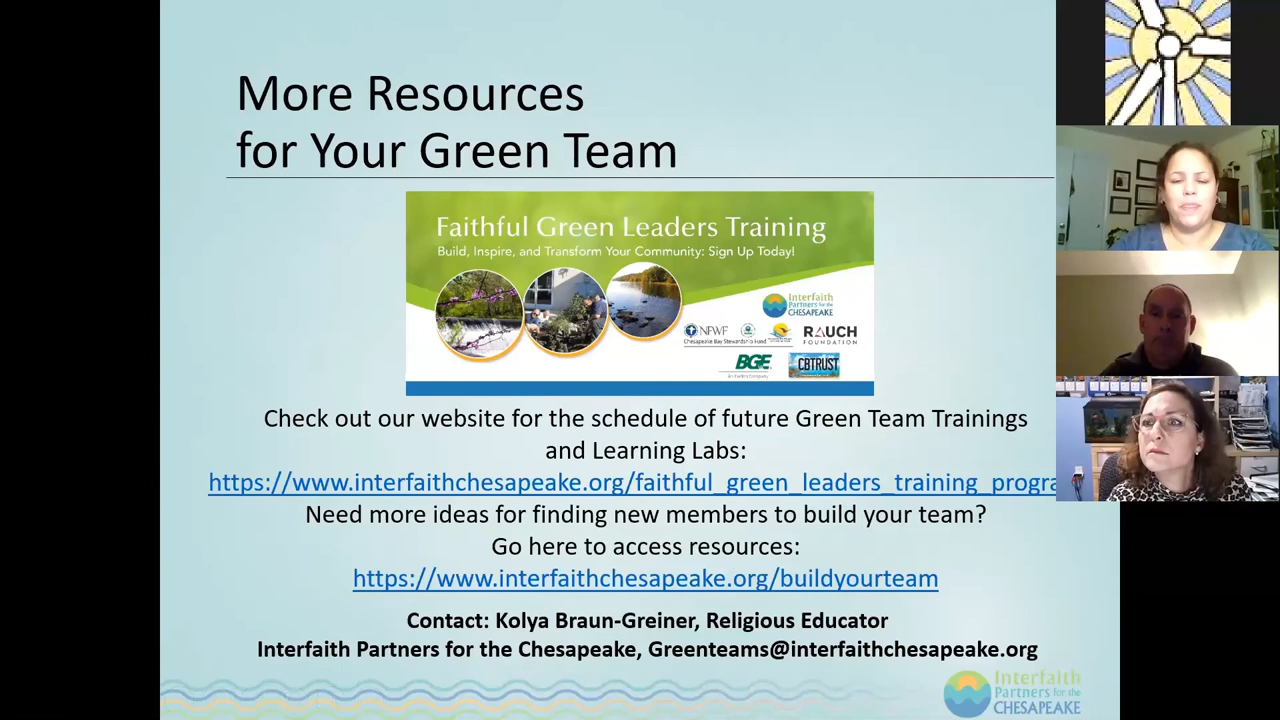 More Resources
for Your Green Team
Faithful Green Leaders Training
Build, Inspire, and Transform Your Community: Sign Up Today!
Interfaith
Partners for the
CHESAPEAKE
NFWF
RAUCH
FOUNDATION
Chesapeake Bay Stewardship Fund
BGE
CBTRUST
Check out our website for the schedule of future Green Team Trainings
and Learning Labs:
https://www.interfaithchesapeake.org/faithful_green_leaders_training_progra
Need more ideas for finding new members to build your team?
Go here to access resources:
https://www.interfaithchesapeake.org/buildyourteam
Contact: Kolya Braun-Greiner, Religious Educator
Interfaith Partners for the Chesapeake, Greenteams@interfaithchesapeake.org
Interfaith
Partners for the
CHESAPEAKE